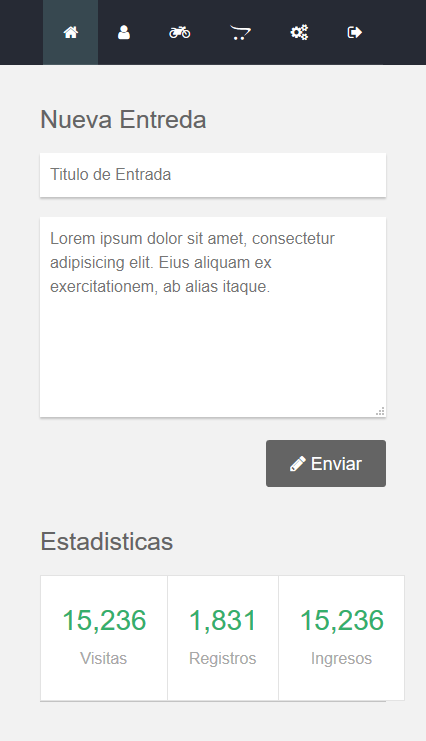 Nueva Entreda
Titulo de Entrada
Lorem ipsum dolor sit amet, consectetur
adipisicing elit. Eius aliquam ex
exercitationem, ab alias itaque.
Enviar
Estadisticas
15,236 1,831 15,236
Visitas Registros Ingresos